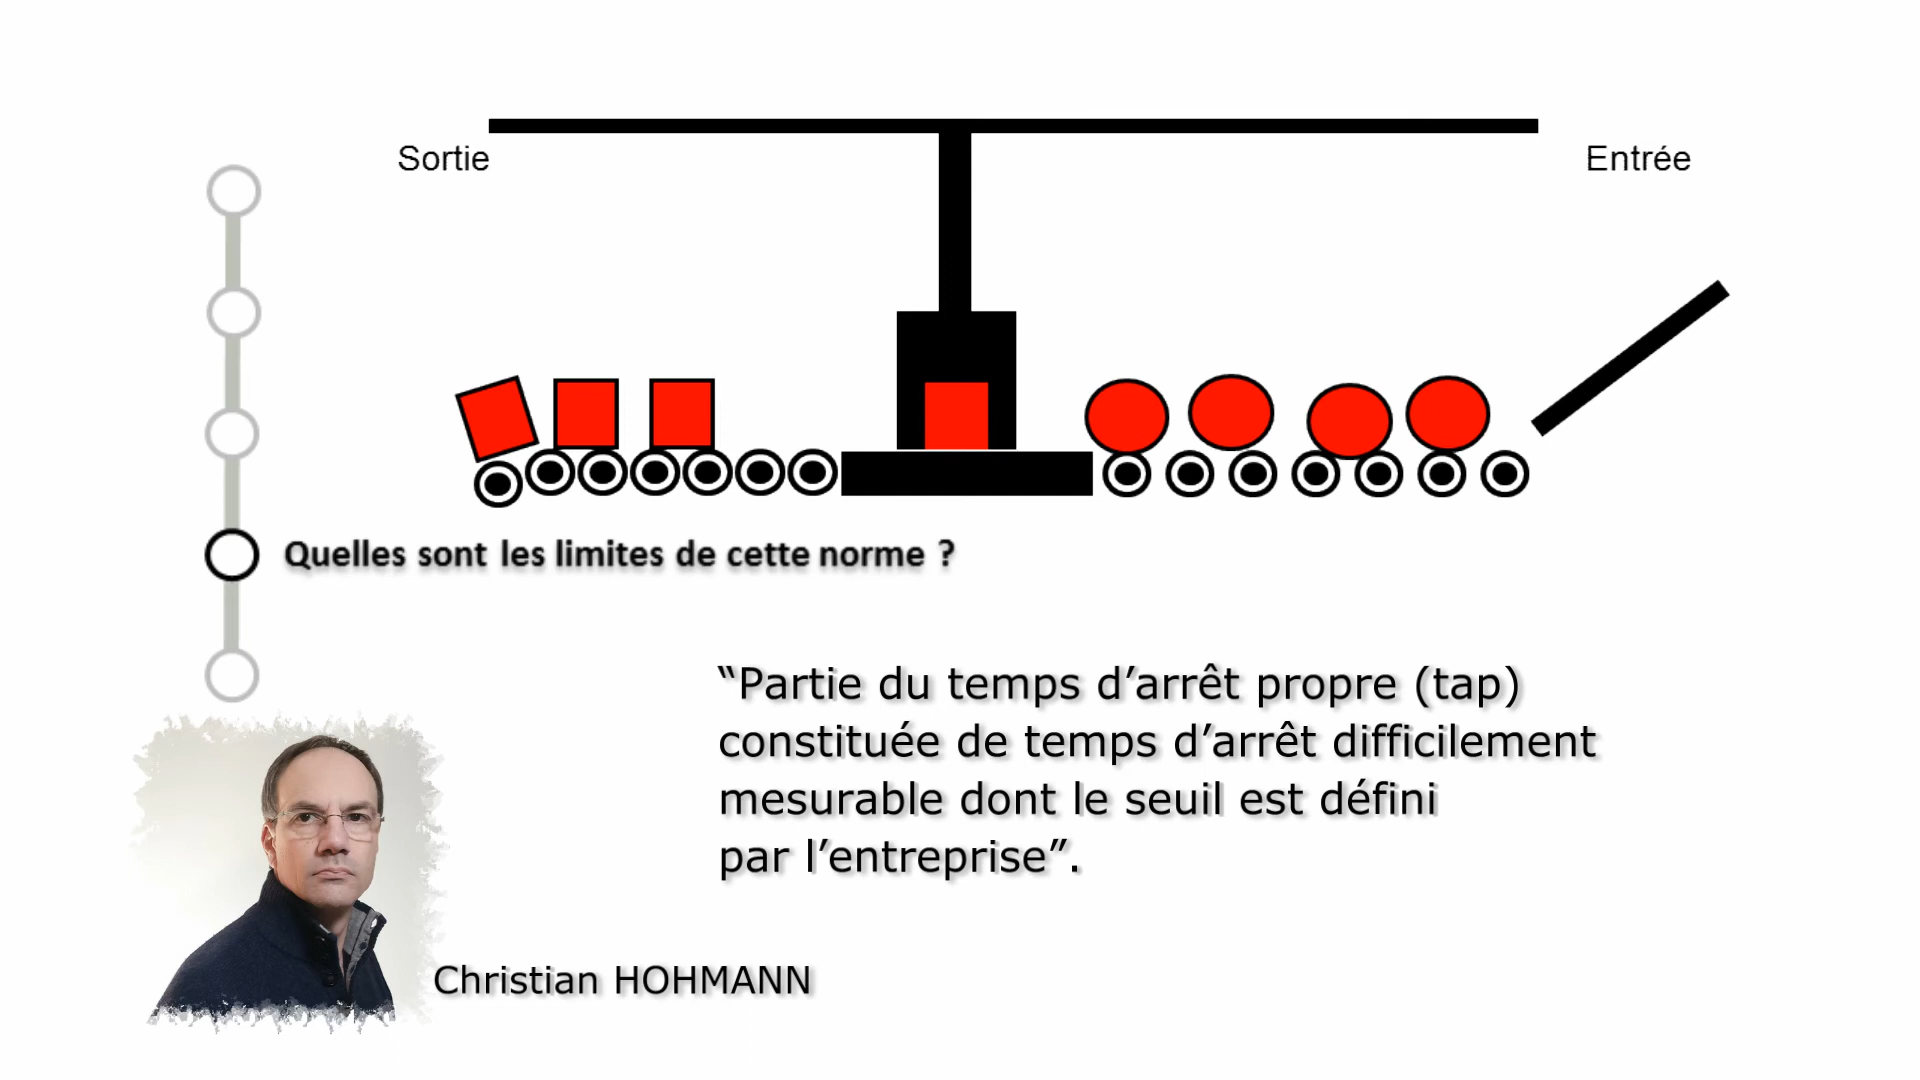 Sortie
Entrée
Quelles sont les limites de cette norme ?
“Partie du temps d’arrêt propre (tap)
constituée de temps d’arrêt difficilement
mesurable dont le seuil est défini
par l’entreprise”.
Christian HOHMANN